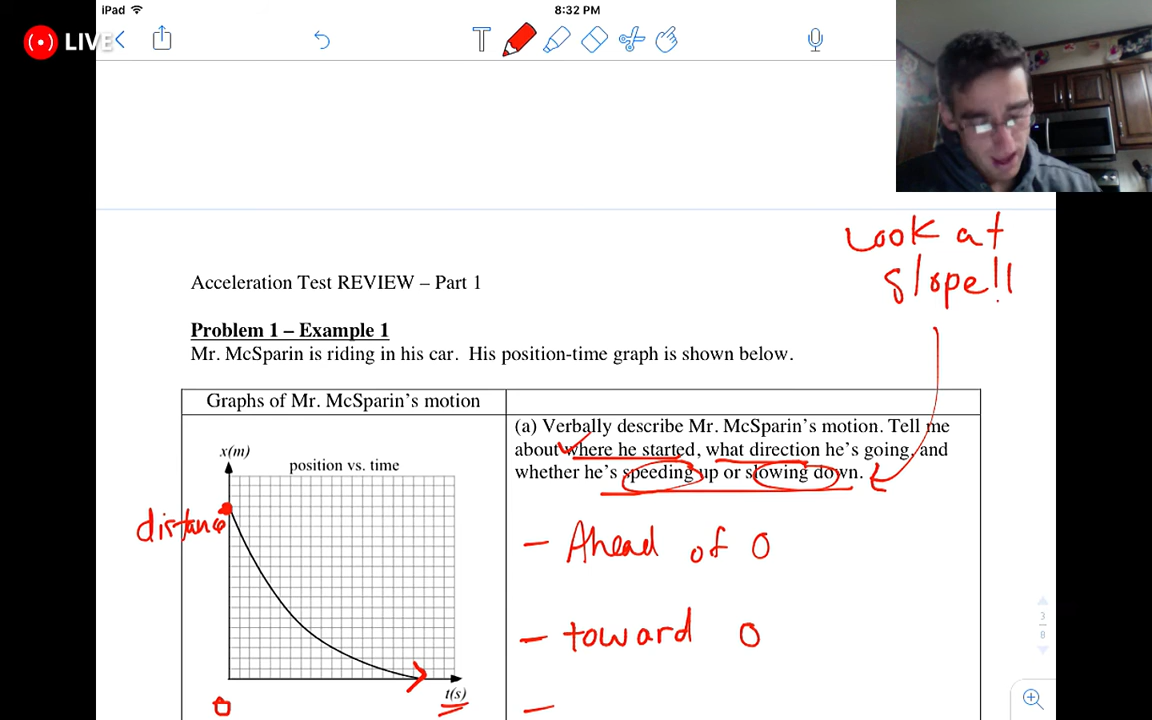 iPad
8:32 PM
LIVE
T
Look at
slope!!
Acceleration Test REVIEW – Part 1
Problem 1 – Example 1
Mr. McSparin is riding in his car.  His position-time graph is shown below.
Graphs of Mr. McSparin's motion
x(m)
position vs. time
distance
0
t(s)
(a) Verbally describe Mr. McSparin's motion. Tell me
about where he started, what direction he's going, and
whether he's speeding up or slowing down.
– Ahead of 0
– toward 0
–
3
8